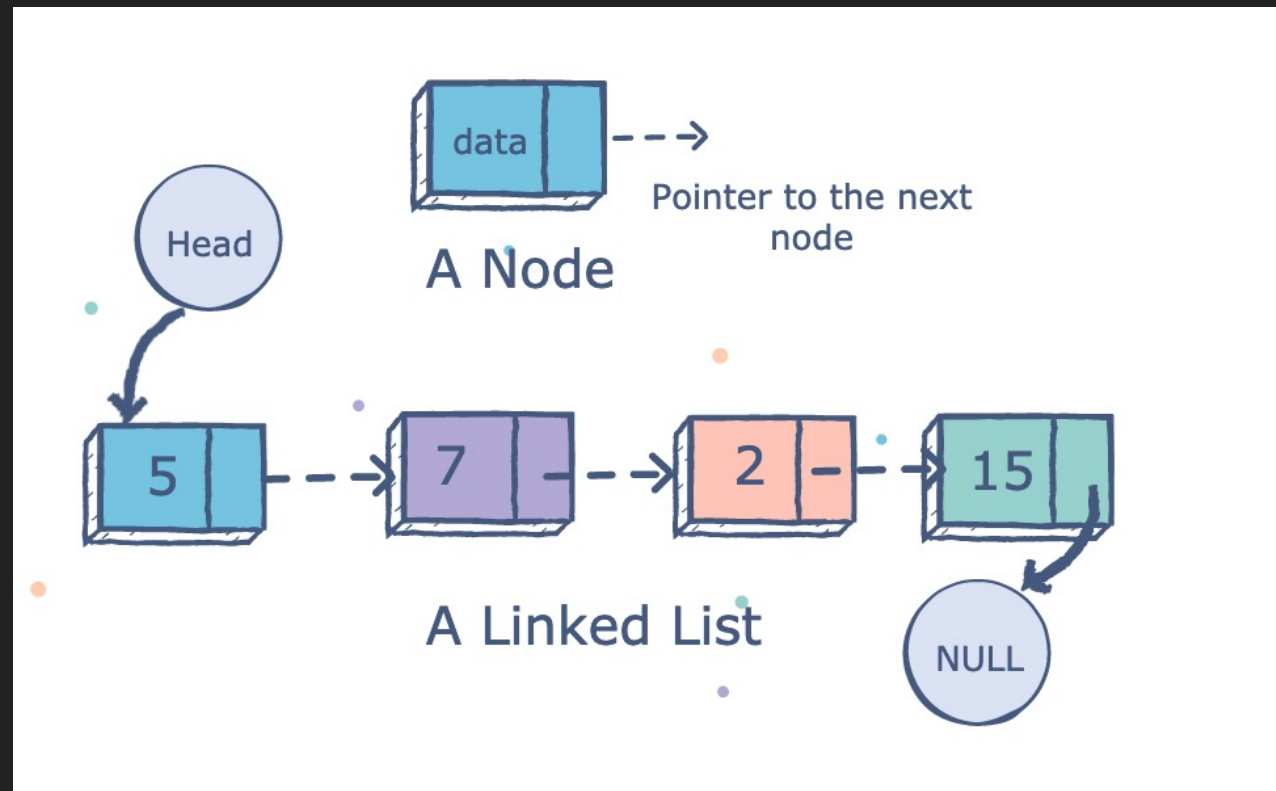 data
Pointer to the next
node
A Node
Head
5
7
2
15
A Linked List
NULL